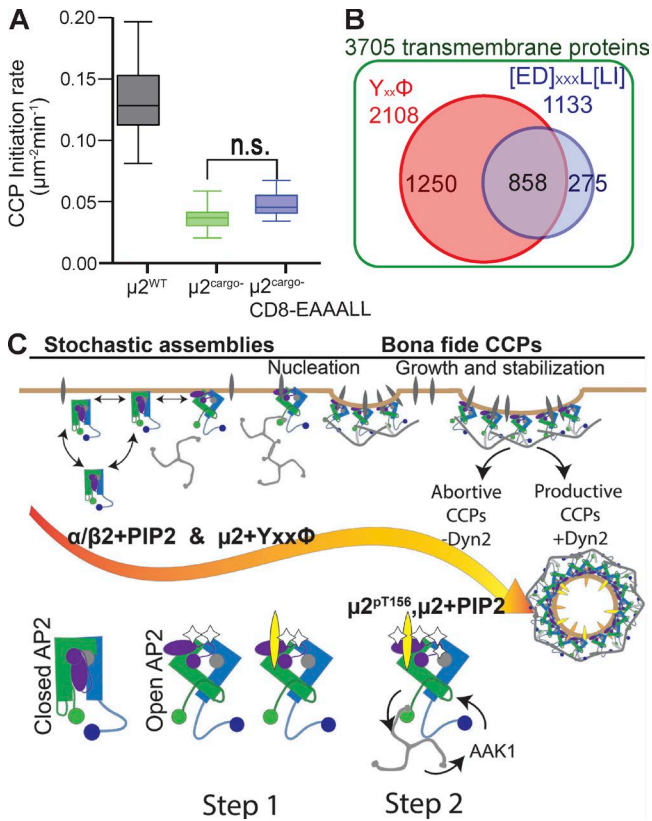 A
CCP Initiation rate
(μm⁻²min⁻¹)
0.20
0.15
0.10
0.05
0.00
n.s.
μ2ᵂᵀ
μ2ᶜᵃʳᵍᵒ⁻
μ2ᶜᵃʳᵍᵒ⁻
CD8-EAAALL
B
3705 transmembrane proteins
YxxΦ
2108
[ED]xxxL[LI]
1133
1250
858
275
C
Stochastic assemblies
Bona fide CCPs
Nucleation
Growth and stabilization
Abortive
CCPs
-Dyn2
Productive
CCPs
+Dyn2
α/β2+PIP2 & μ2+YxxΦ
μ2ᵖᵀ¹⁵⁶,μ2+PIP2
Closed AP2
Open AP2
AAK1
Step 1
Step 2